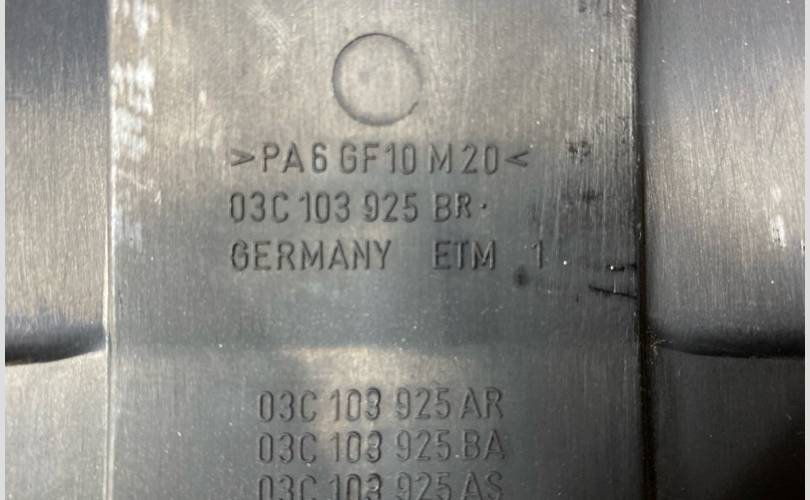 >PA6 GF10 M20<
03C 103 925 BR.
GERMANY ETM 1
03C 103 925 AR
03C 103 925 BA
03C 103 925 AS